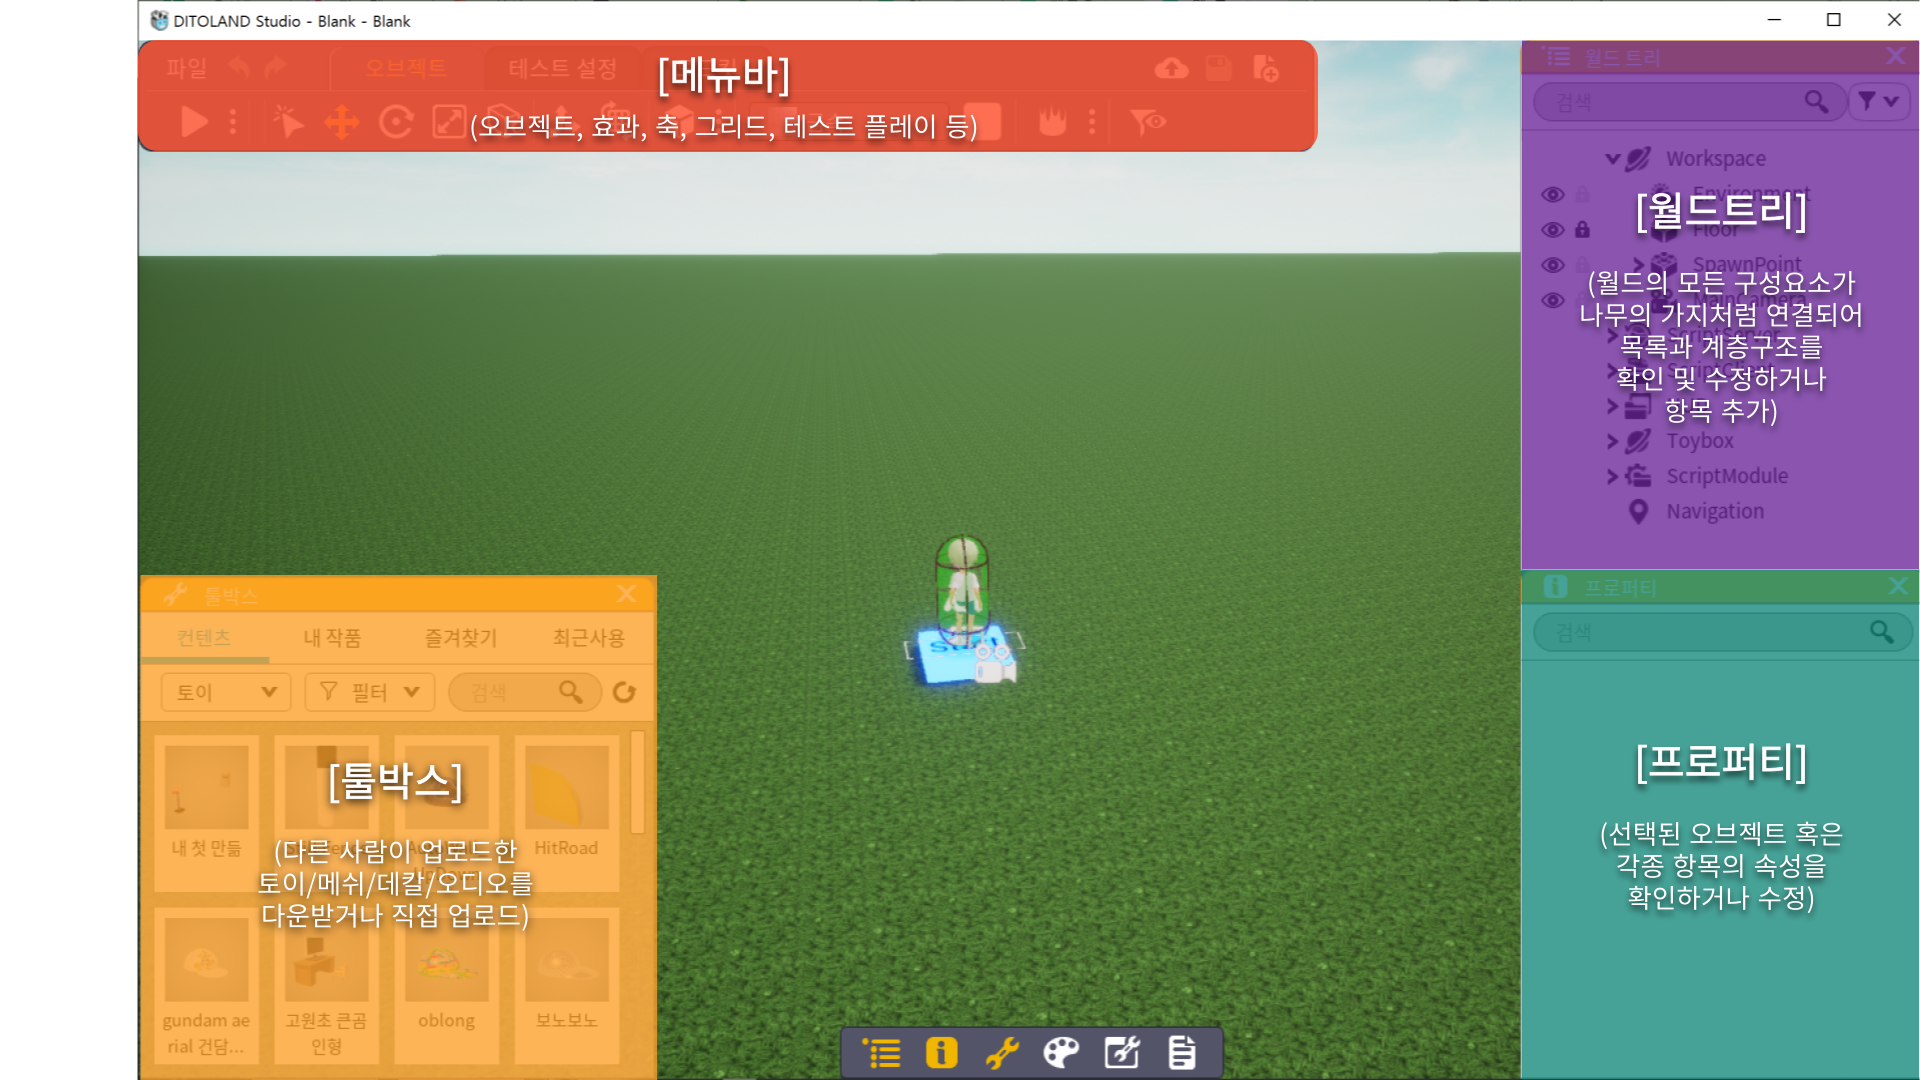 DITOLAND Studio - Blank - Blank
파일
오브젝트
테스트 설정
[메뉴바]
(오브젝트, 효과, 축, 그리드, 테스트 플레이 등)
월드 트리
검색
Workspace
Environment
[월드트리]
Floor
SpawnPoint
(월드의 모든 구성요소가
MainCamera
나무의 가지처럼 연결되어
목록과 계층구조를
확인 및 수정하거나
항목 추가)
Toybox
ScriptModule
Navigation
툴박스
컨텐츠
내 작품
즐겨찾기
최근사용
토이
필터
검색
[툴박스]
내 첫 만듦
HitRoad
(다른 사람이 업로드한
토이/메쉬/데칼/오디오를
다운받거나 직접 업로드)
gundam ae
rial 건담...
고원초 큰곰
인형
oblong
보노보노
프로퍼티
검색
[프로퍼티]
(선택된 오브젝트 혹은
각종 항목의 속성을
확인하거나 수정)